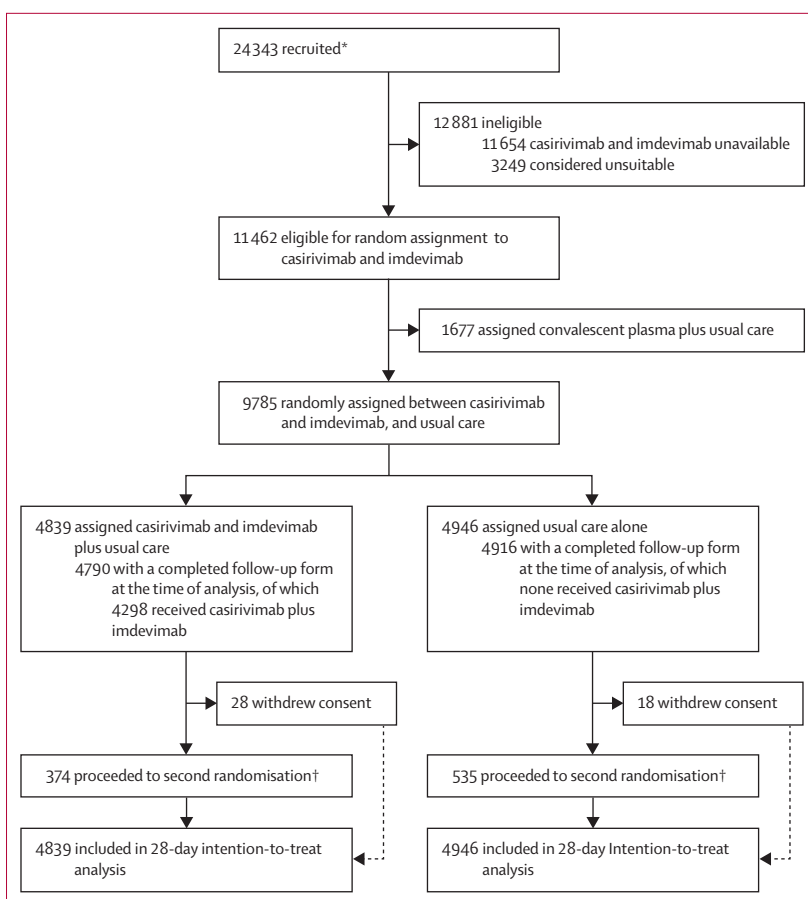 24343 recruited*
12881 ineligible
11654 casirivimab and imdevimab unavailable
3249 considered unsuitable
11462 eligible for random assignment to
casirivimab and imdevimab
1677 assigned convalescent plasma plus usual care
9785 randomly assigned between casirivimab
and imdevimab, and usual care
4839 assigned casirivimab and imdevimab
plus usual care
4790 with a completed follow-up form
at the time of analysis, of which
4298 received casirivimab plus
imdevimab
4946 assigned usual care alone
4916 with a completed follow-up form
at the time of analysis, of which
none received casirivimab plus
imdevimab
28 withdrew consent
18 withdrew consent
374 proceeded to second randomisation†
535 proceeded to second randomisation†
4839 included in 28-day intention-to-treat
analysis
4946 included in 28-day Intention-to-treat
analysis